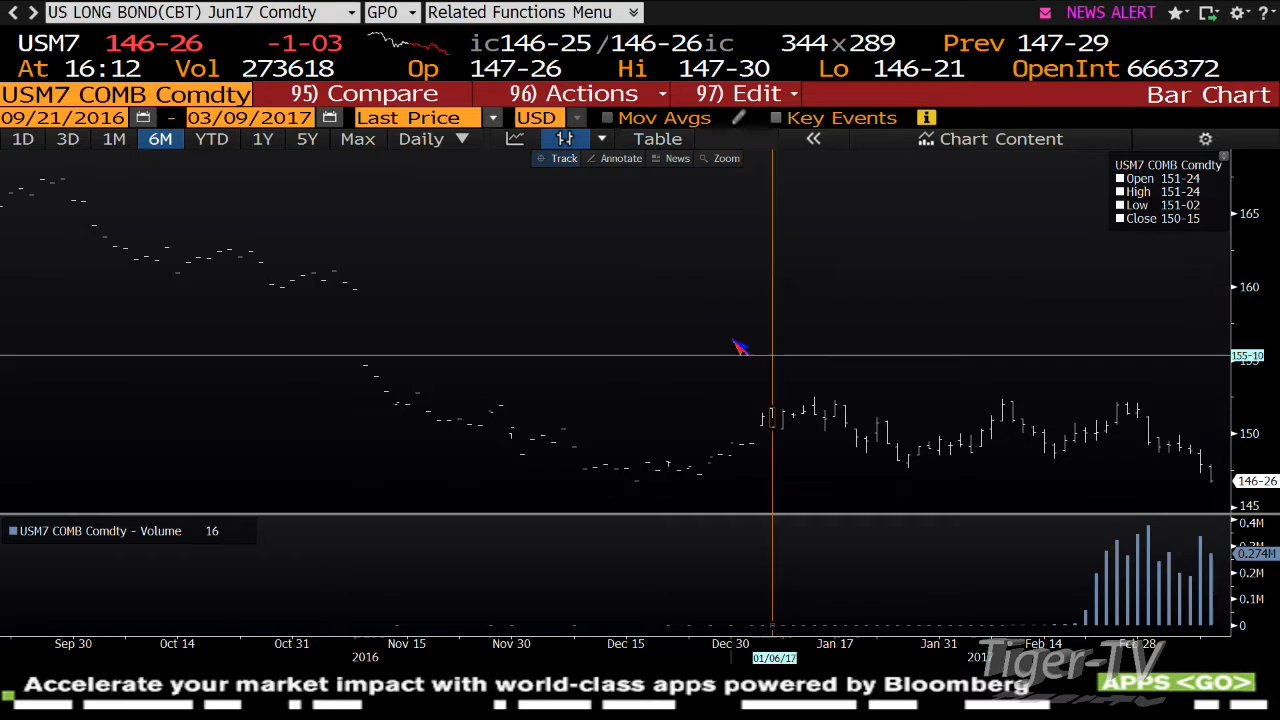 US LONG BOND(CBT) Jun17 Comdty GPO Related Functions Menu NEWS ALERT ?
USM7 146-26 -1-03 ic146-25/146-26ic 344x289 Prev 147-29
At 16:12 Vol 273618 Op 147-26 Hi 147-30 Lo 146-21 OpenInt 666372
USM7 COMB Comdty 95) Compare 96) Actions 97) Edit Bar Chart
09/21/2016 - 03/09/2017 Last Price USD Mov Avgs Key Events i
1D 3D 1M 6M YTD 1Y 5Y Max Daily Table Chart Content
Track Annotate News Zoom
USM7 COMB Comdty
Open 151-24
High 151-24
Low 151-02
Close 150-15
165
160
155-10
150
146-26
145
USM7 COMB Comdty - Volume 16
0.4M
0.274M
0.2M
0.1M
0
Sep 30 Oct 14 Oct 31 Nov 15 Nov 30 Dec 15 Dec 30 Jan 17 Jan 31 Feb 14 Feb 28
2016 01/06/17 2017
Tiger-TV
Accelerate your market impact with world-class apps powered by Bloomberg APPS <GO>